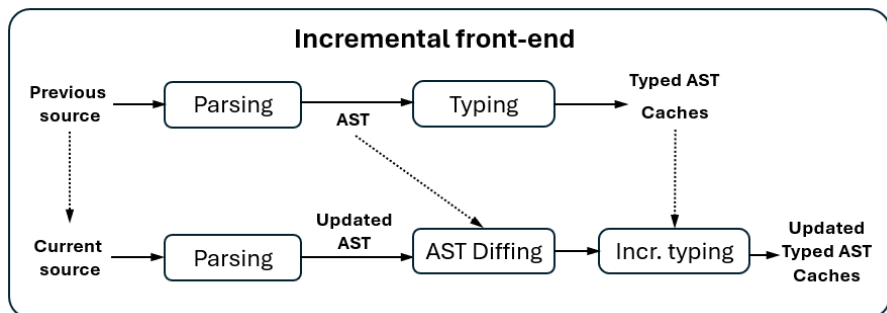 Incremental front-end
Previous
source
Parsing
AST
Typing
Typed AST
Caches
Current
source
Parsing
Updated
AST
AST Diffing
Incr. typing
Updated
Typed AST
Caches